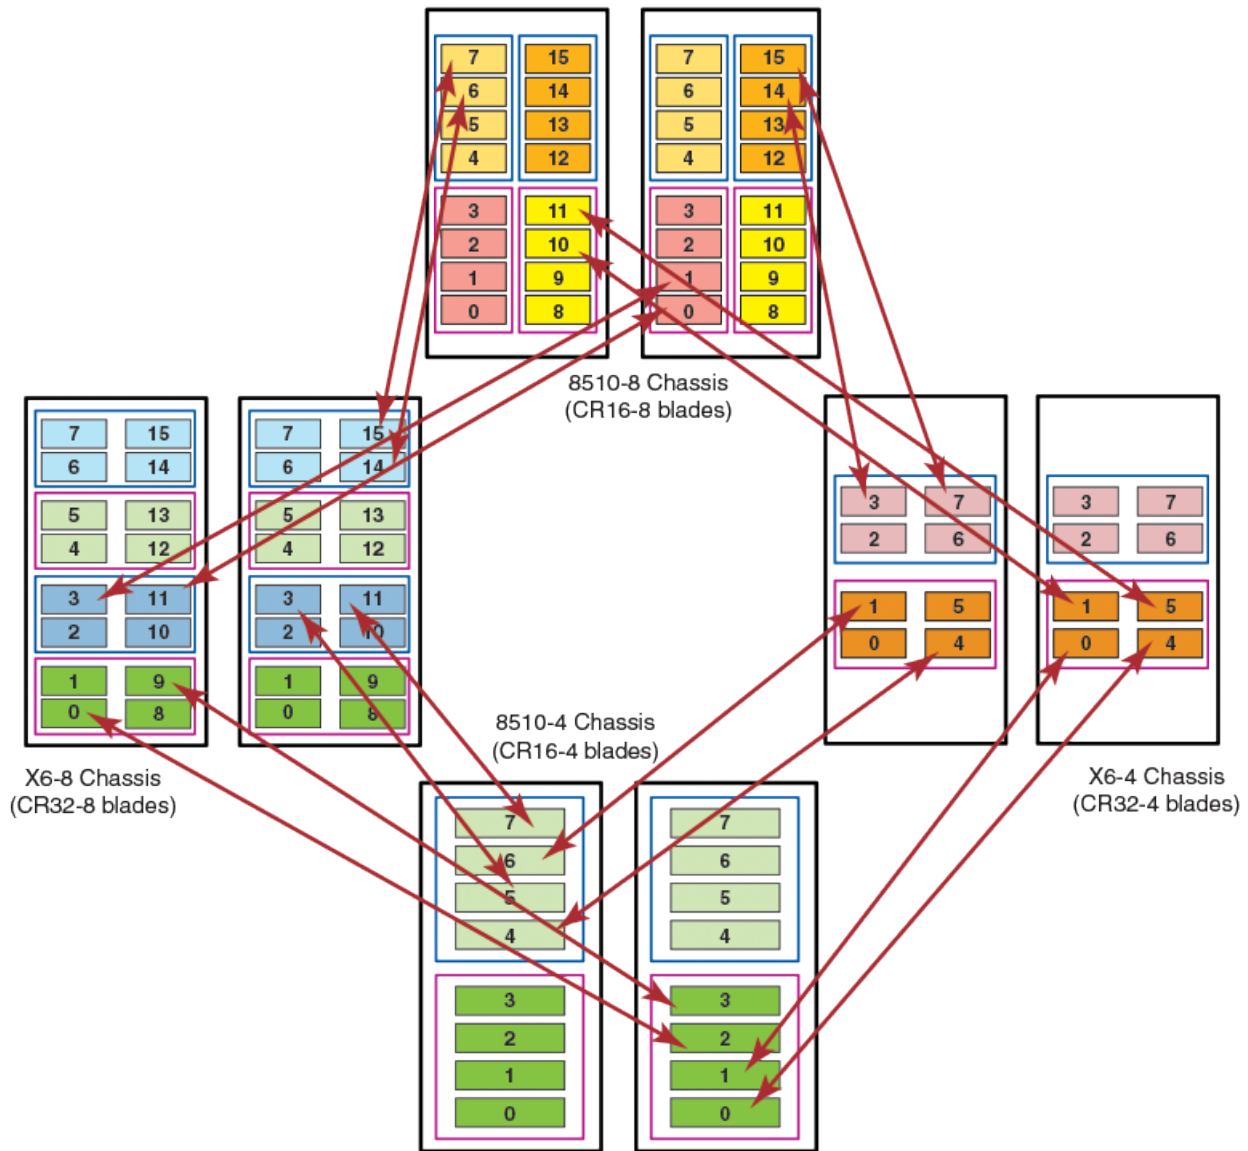 7 15 7 15
6 14 6 14
5 13 5 13
4 12 4 12
3 11 3 11
2 10 2 10
1 9 1 9
0 8 0 8
8510-8 Chassis
(CR16-8 blades)
7 15 7 15
6 14 6 14
5 13 5 13
4 12 4 12
3 11 3 11
2 10 2 10
1 9 1 9
0 8 0 8
X6-8 Chassis
(CR32-8 blades)
3 7 3 7
2 6 2 6
1 5 1 5
0 4 0 4
X6-4 Chassis
(CR32-4 blades)
8510-4 Chassis
(CR16-4 blades)
7 7
6 6
5 5
4 4
3 3
2 2
1 1
0 0